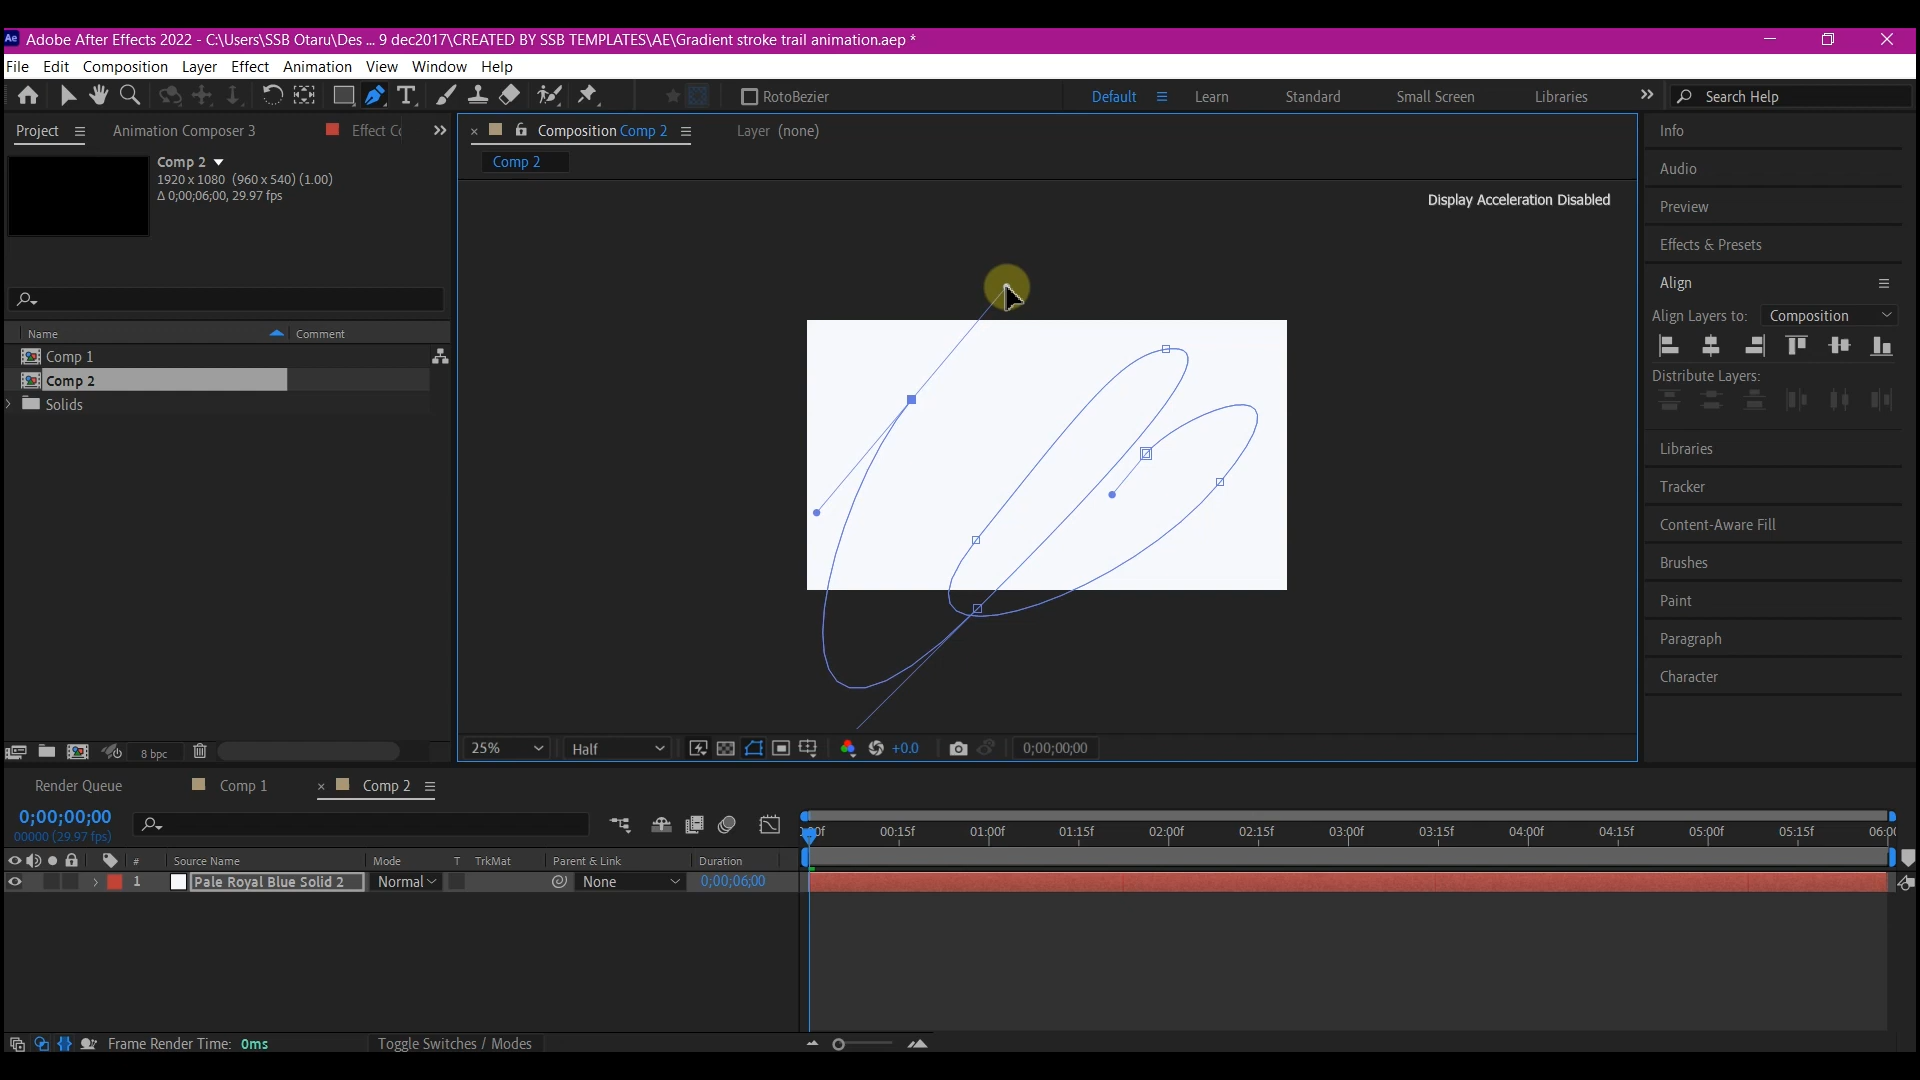 Ae Adobe After Effects 2022 - C:\Users\SSB Otaru\Des ... 9 dec2017\CREATED BY SSB TEMPLATES\AE\Gradient stroke trail animation.aep *
File Edit Composition Layer Effect Animation View Window Help
RotoBezier Default Learn Standard Small Screen Libraries Search Help
Project Animation Composer 3
Composition Comp 2 Layer (none)
Comp 2
Comp 2
1920 x 1080 (960 x 540) (1.00)
Δ 0;00;06;00, 29.97 fps
Display Acceleration Disabled
Name Comment
Comp 1
Comp 2
Solids
8 bpc
25% Half +0.0 0;00;00;00
Info
Audio
Preview
Effects & Presets
Align
Align Layers to: Composition
Distribute Layers:
Libraries
Tracker
Content-Aware Fill
Brushes
Paint
Paragraph
Character
Render Queue Comp 1 Comp 2
0;00;00;00
00000 (29.97 fps)
00:15f 01:00f 01:15f 02:00f 02:15f 03:00f 03:15f 04:00f 04:15f 05:00f 05:15f
# Source Name Mode T TrkMat Parent & Link Duration
1 Pale Royal Blue Solid 2 Normal None 0;00;06;00
Frame Render Time: 0ms Toggle Switches / Modes